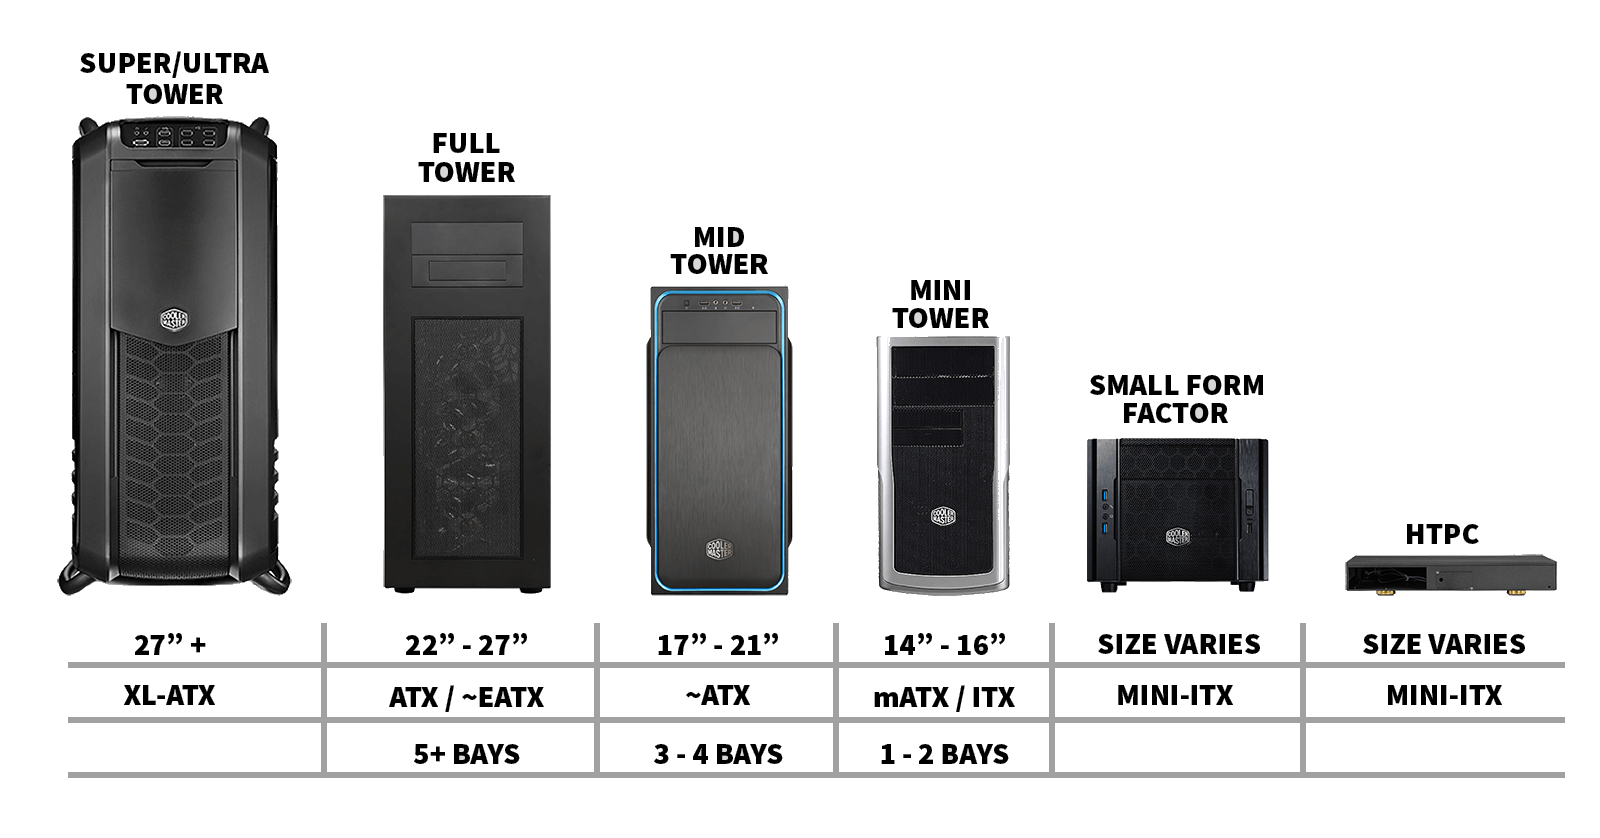 SUPER/ULTRA
TOWER
FULL
TOWER
MID
TOWER
MINI
TOWER
SMALL FORM
FACTOR
HTPC
COOLER
MASTER
COOLER
MASTER
COOLER
MASTER
COOLER
MASTER
27” + 22” - 27” 17” - 21” 14” - 16” SIZE VARIES SIZE VARIES
XL-ATX ATX / ~EATX ~ATX mATX / ITX MINI-ITX MINI-ITX
5+ BAYS 3 - 4 BAYS 1 - 2 BAYS